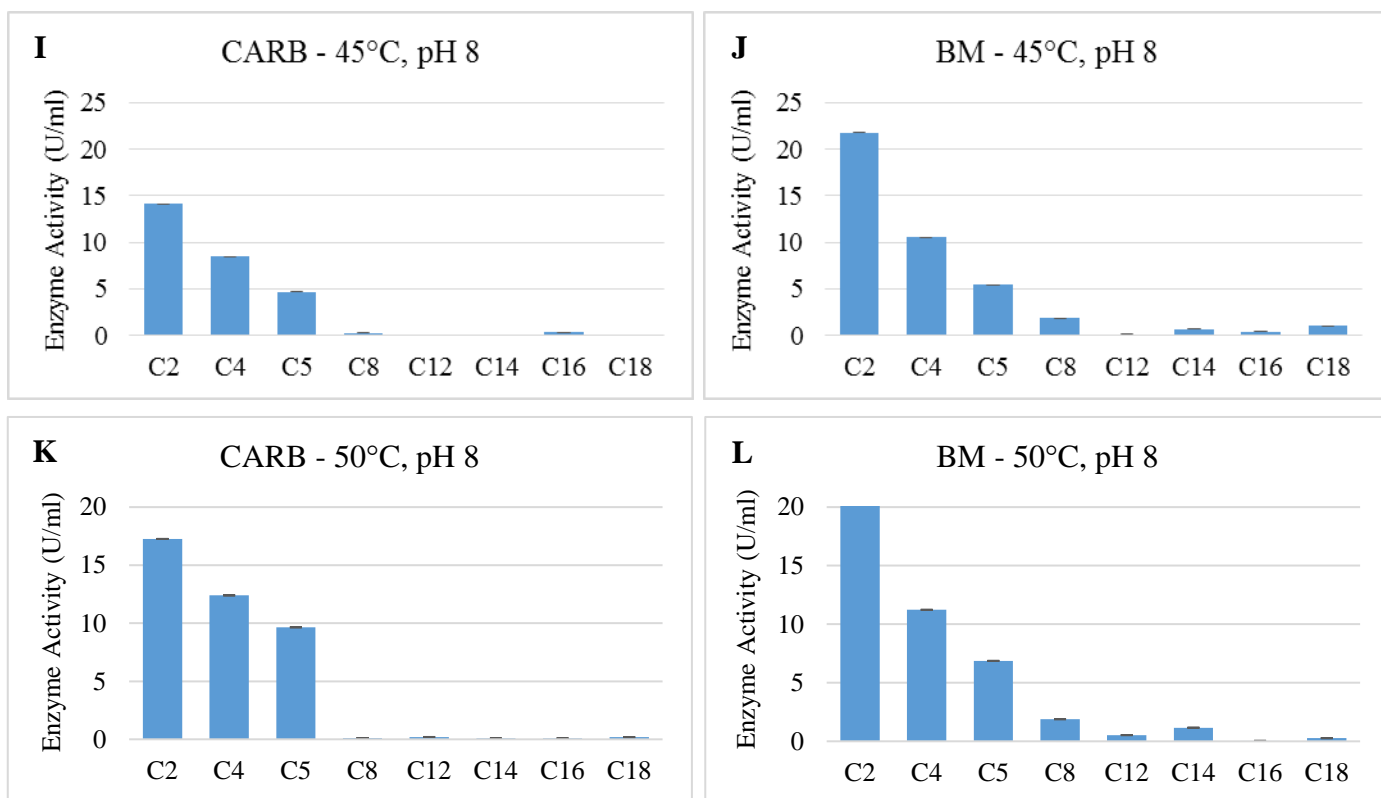 I
CARB - 45°C, pH 8
Enzyme Activity (U/ml)
25
20
15
10
5
0
C2 C4 C5 C8 C12 C14 C16 C18
J
BM - 45°C, pH 8
Enzyme Activity (U/ml)
25
20
15
10
5
0
C2 C4 C5 C8 C12 C14 C16 C18
K
CARB - 50°C, pH 8
Enzyme Activity (U/ml)
20
15
10
5
0
C2 C4 C5 C8 C12 C14 C16 C18
L
BM - 50°C, pH 8
Enzyme Activity (U/ml)
20
15
10
5
0
C2 C4 C5 C8 C12 C14 C16 C18